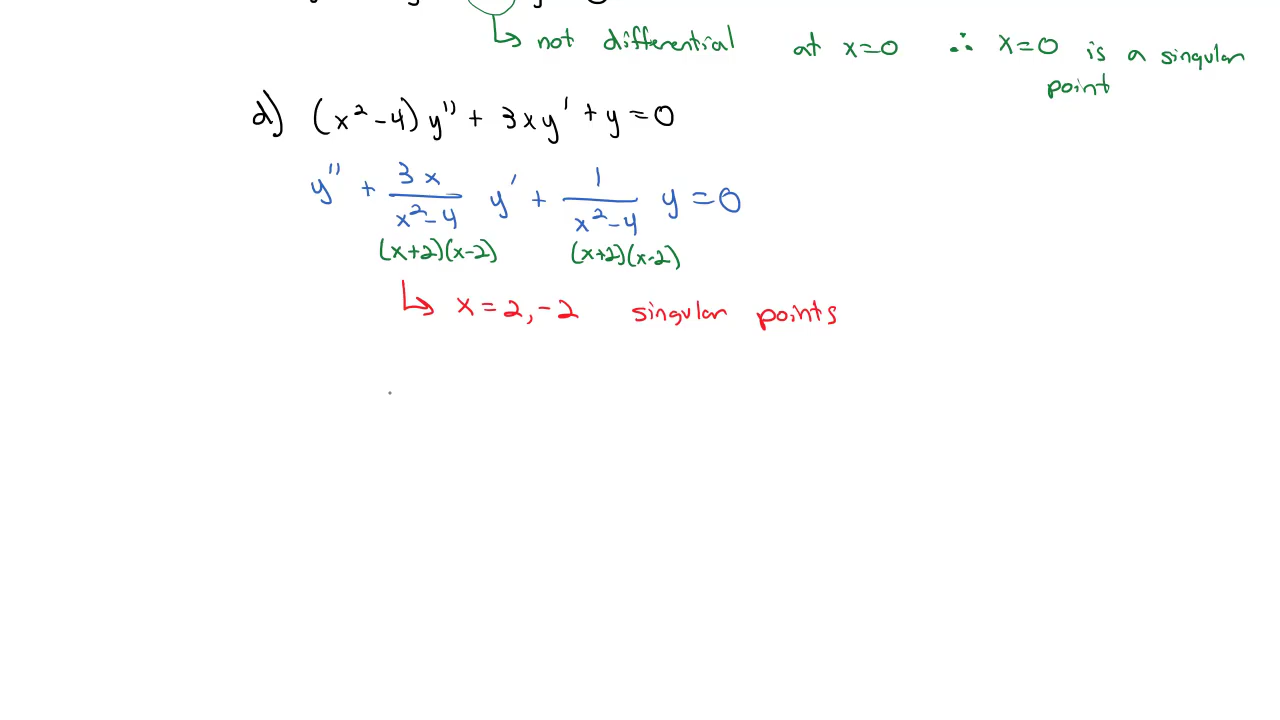 not differential at x=0 ∴ x=0 is a singular
point
d) (x² - 4) y'' + 3xy' + y = 0
y'' + 3x/(x²-4) y' + 1/(x²-4) y = 0
(x+2)(x-2) (x+2)(x-2)
↳ x = 2, -2 singular points